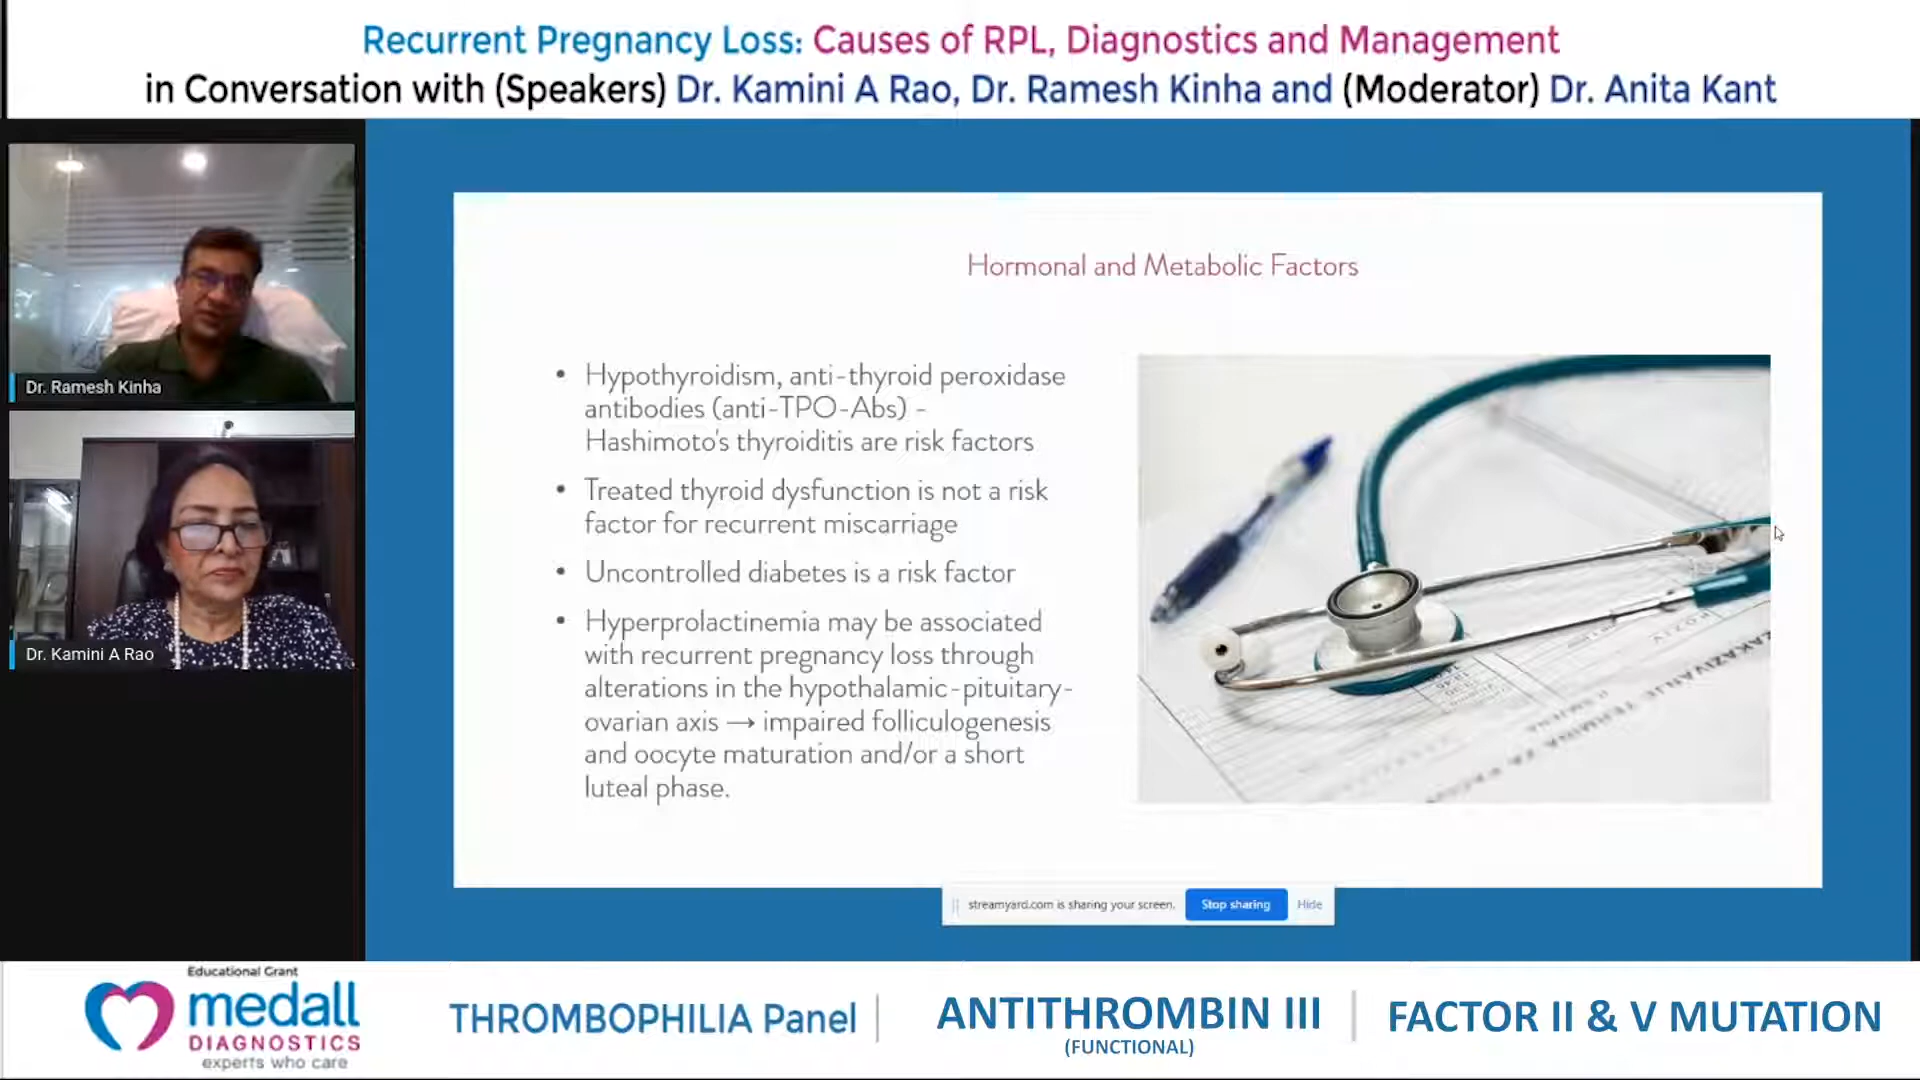 Recurrent Pregnancy Loss: Causes of RPL, Diagnostics and Management
in Conversation with (Speakers) Dr. Kamini A Rao, Dr. Ramesh Kinha and (Moderator) Dr. Anita Kant
Dr. Ramesh Kinha
Dr. Kamini A Rao
Hormonal and Metabolic Factors
• Hypothyroidism, anti-thyroid peroxidase
antibodies (anti-TPO-Abs) -
Hashimoto's thyroiditis are risk factors
• Treated thyroid dysfunction is not a risk
factor for recurrent miscarriage
• Uncontrolled diabetes is a risk factor
• Hyperprolactinemia may be associated
with recurrent pregnancy loss through
alterations in the hypothalamic-pituitary-
ovarian axis → impaired folliculogenesis
and oocyte maturation and/or a short
luteal phase.
streamyard.com is sharing your screen. Stop sharing Hide
Educational Grant
medall
DIAGNOSTICS
experts who care
THROMBOPHILIA Panel
ANTITHROMBIN III
(FUNCTIONAL)
FACTOR II & V MUTATION